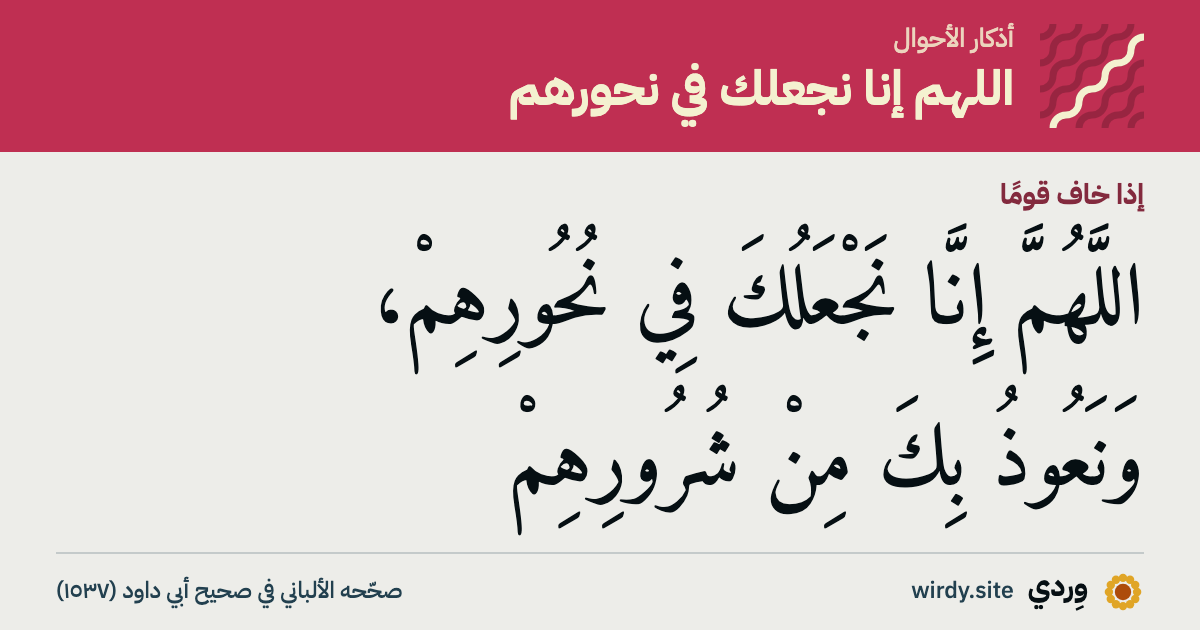 أذكار الأحوال
اللهم إنا نجعلك في نحورهم
إذا خاف قومًا
اللَّهُمَّ إِنَّا نَجْعَلُكَ فِي نُحُورِهِمْ،
وَنَعُوذُ بِكَ مِنْ شُرُورِهِمْ
وِردي wirdy.site
صحّحه الألباني في صحيح أبي داود (١٥٣٧)